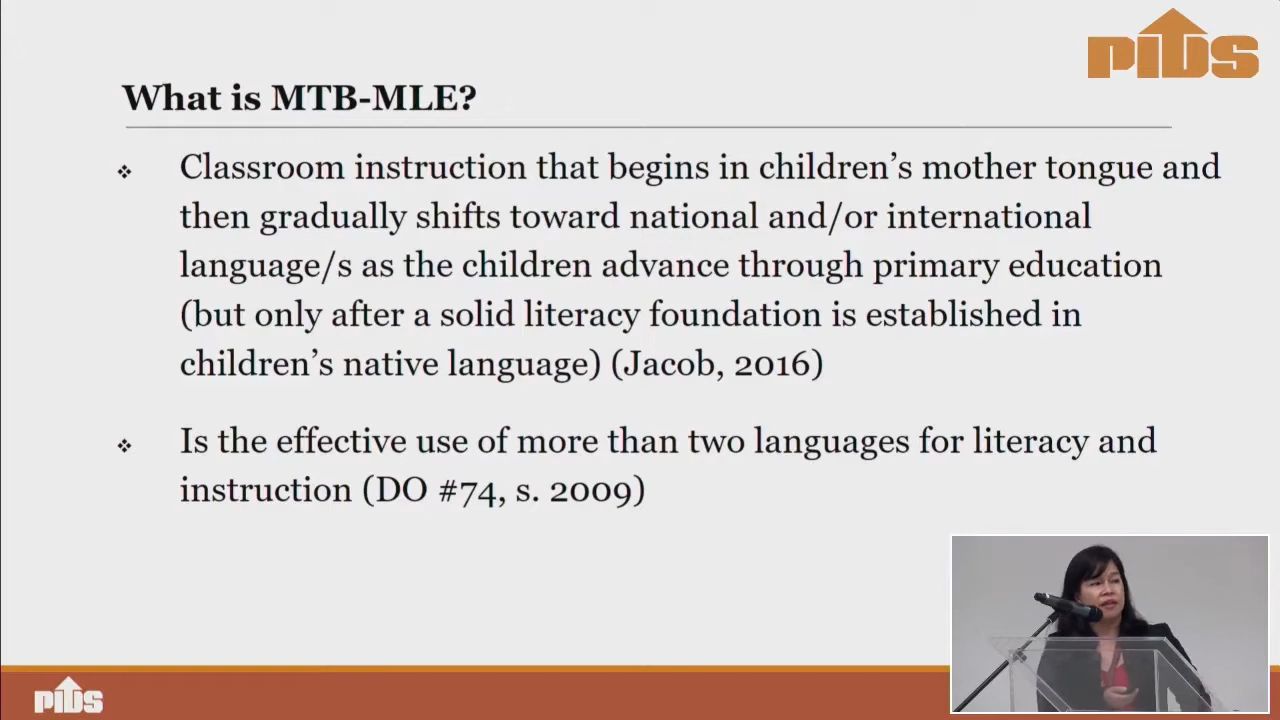 PIDS
What is MTB-MLE?
❖ Classroom instruction that begins in children’s mother tongue and
then gradually shifts toward national and/or international
language/s as the children advance through primary education
(but only after a solid literacy foundation is established in
children’s native language) (Jacob, 2016)
❖ Is the effective use of more than two languages for literacy and
instruction (DO #74, s. 2009)
PIDS